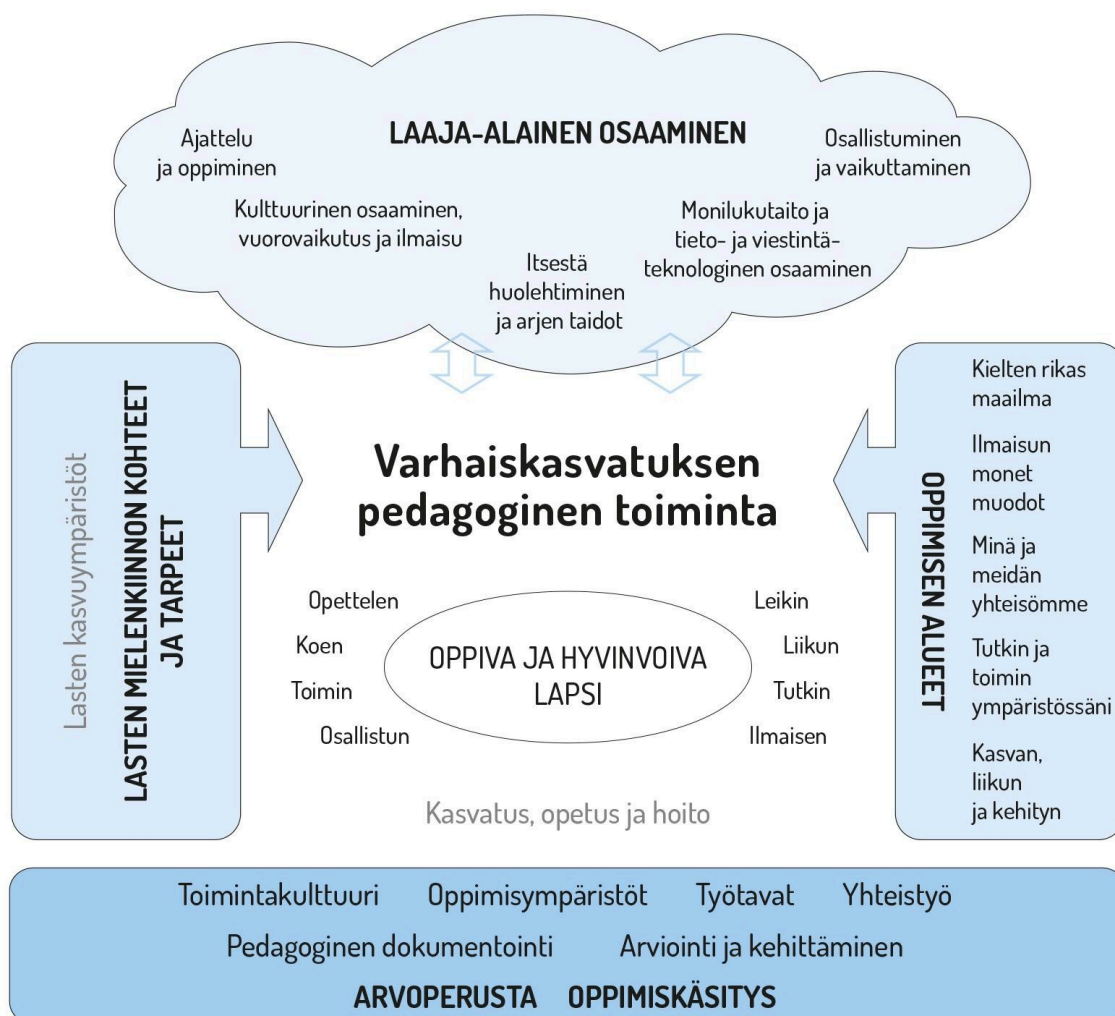 LAAJA-ALAINEN OSAAMINEN
Ajattelu
ja oppiminen
Kulttuurinen osaaminen,
vuorovaikutus ja ilmaisu
Itsestä
huolehtiminen
ja arjen taidot
Monilukutaito ja
tieto- ja viestintä-
teknologinen osaaminen
Osallistuminen
ja vaikuttaminen
Lasten kasvuympäristöt
LASTEN MIELENKIINNON KOHTEET
JA TARPEET
Varhaiskasvatuksen
pedagoginen toiminta
Opettelen
Koen
Toimin
Osallistun
OPPIVA JA HYVINVOIVA
LAPSI
Leikin
Liikun
Tutkin
Ilmaisen
Kasvatus, opetus ja hoito
OPPIMISEN ALUEET
Kielten rikas
maailma
Ilmaisun
monet
muodot
Minä ja
meidän
yhteisömme
Tutkin ja
toimin
ympäristössäni
Kasvan,
liikun
ja kehityn
Toimintakulttuuri Oppimisympäristöt Työtavat Yhteistyö
Pedagoginen dokumentointi Arviointi ja kehittäminen
ARVOPERUSTA OPPIMISKÄSITYS